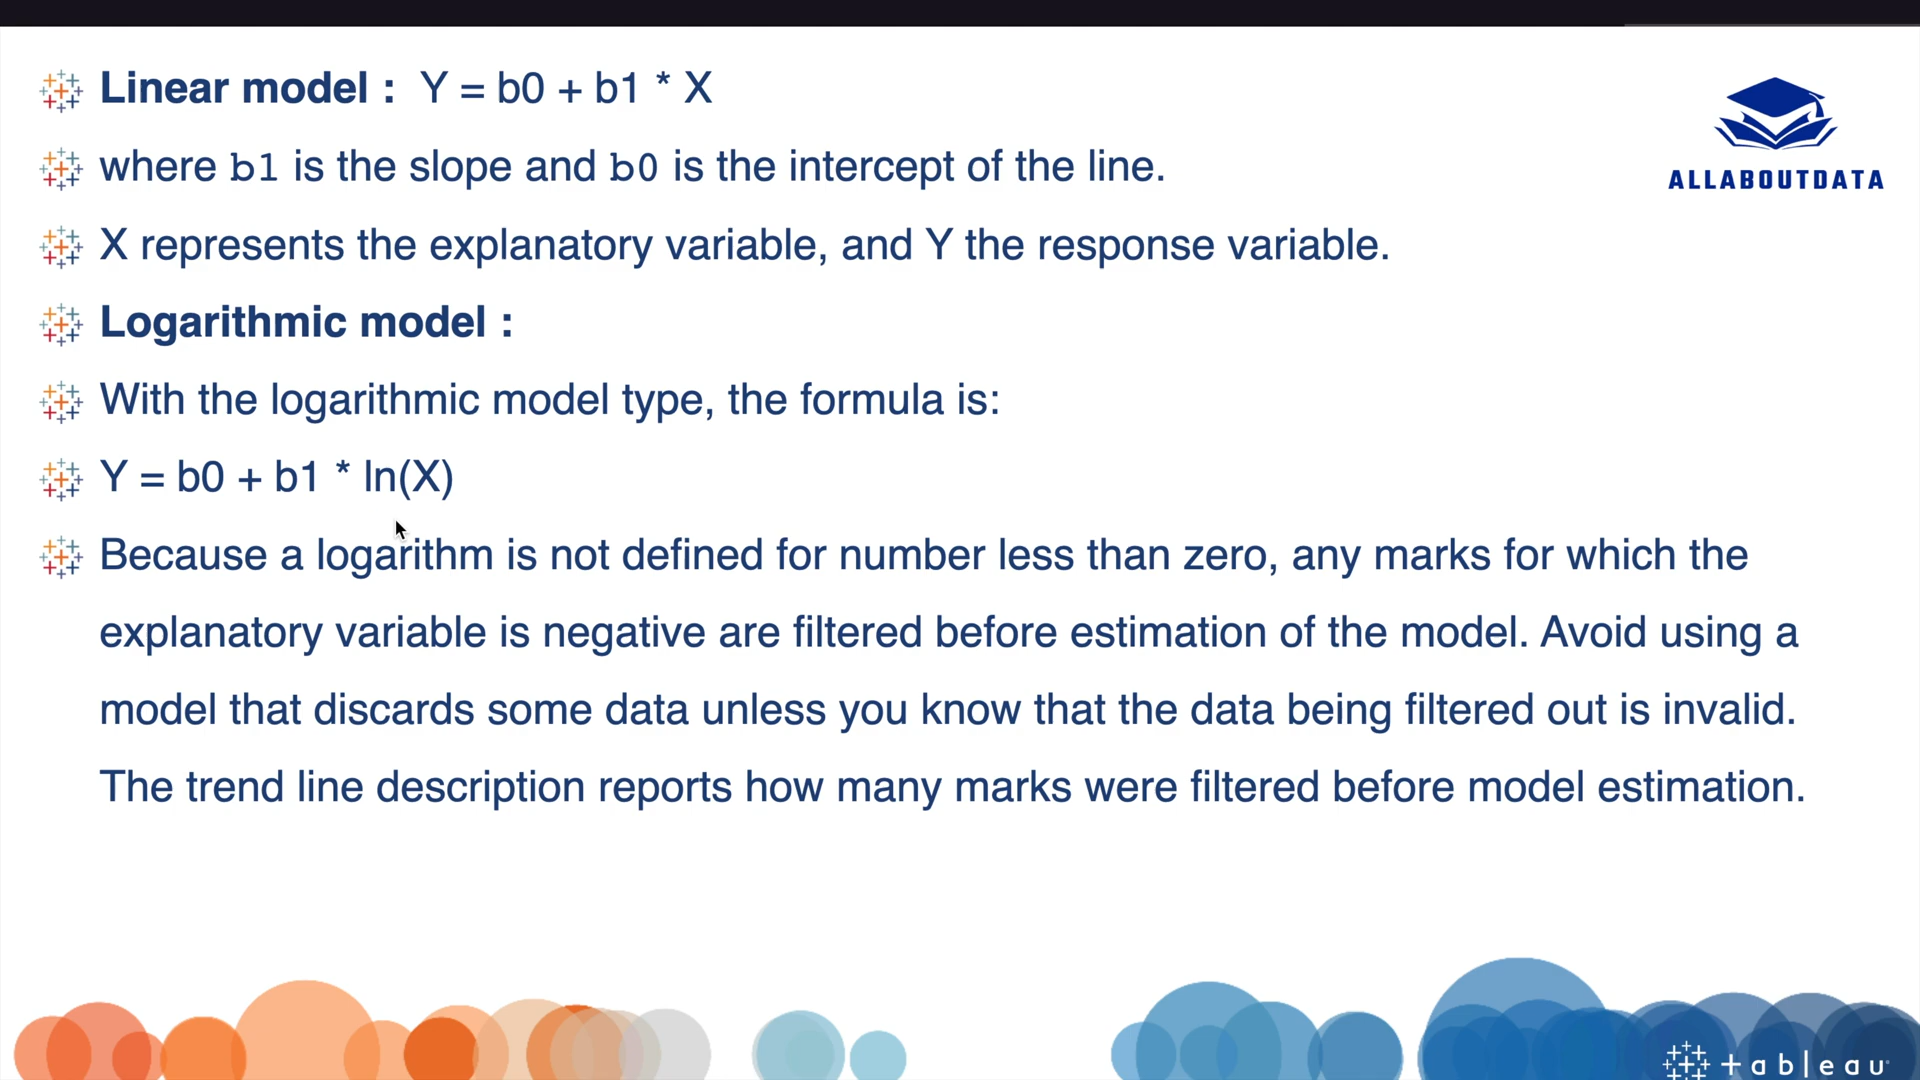 Linear model :  Y = b0 + b1 * X
where b1 is the slope and b0 is the intercept of the line.
X represents the explanatory variable, and Y the response variable.
Logarithmic model :
With the logarithmic model type, the formula is:
Y = b0 + b1 * ln(X)
Because a logarithm is not defined for number less than zero, any marks for which the
explanatory variable is negative are filtered before estimation of the model. Avoid using a
model that discards some data unless you know that the data being filtered out is invalid.
The trend line description reports how many marks were filtered before model estimation.
ALLABOUTDATA
+ableau